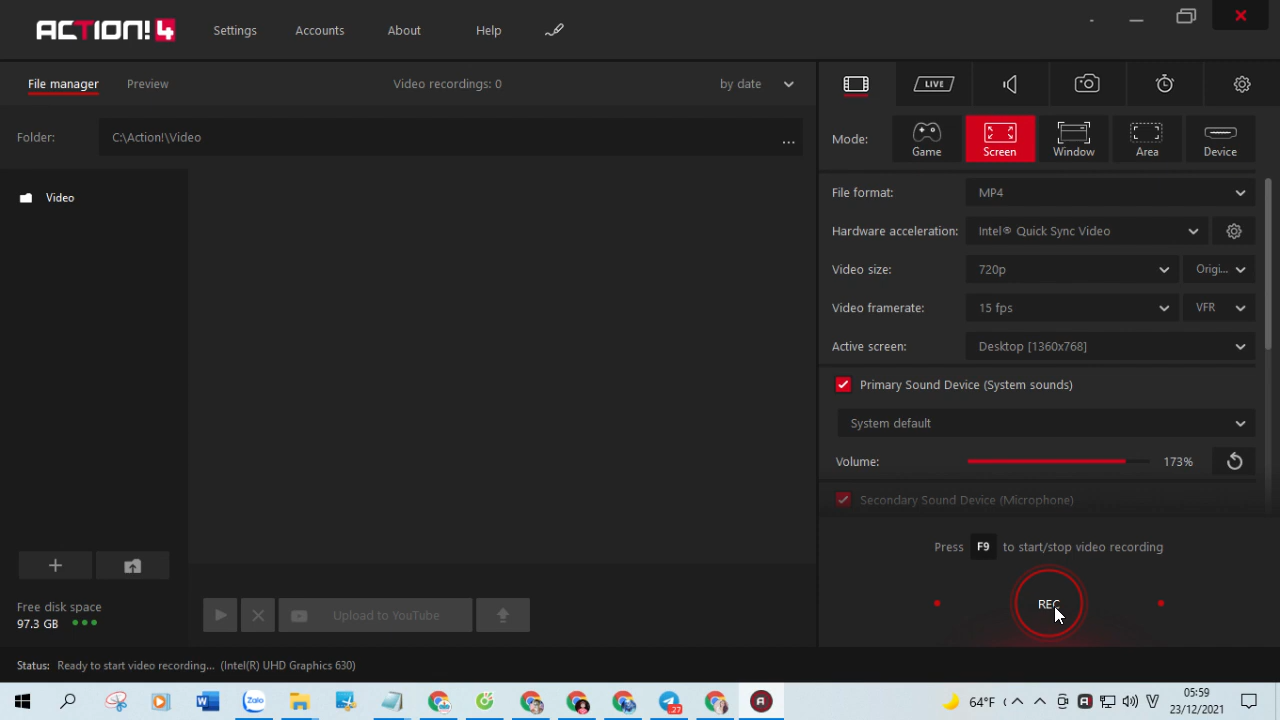 ACTION! 4
Settings
Accounts
About
Help
File manager
Preview
Video recordings: 0
by date
LIVE
Folder:
C:\Action!\Video
...
Mode:
Game
Screen
Window
Area
Device
Video
File format:
MP4
Hardware acceleration:
Intel® Quick Sync Video
Video size:
720p
Origi...
Video framerate:
15 fps
VFR
Active screen:
Desktop [1360x768]
Primary Sound Device (System sounds)
System default
Volume:
173%
Secondary Sound Device (Microphone)
Press F9 to start/stop video recording
REC
Free disk space
97.3 GB
Upload to YouTube
Status: Ready to start video recording... (Intel(R) UHD Graphics 630)
Zalo
27
64°F
05:59
23/12/2021